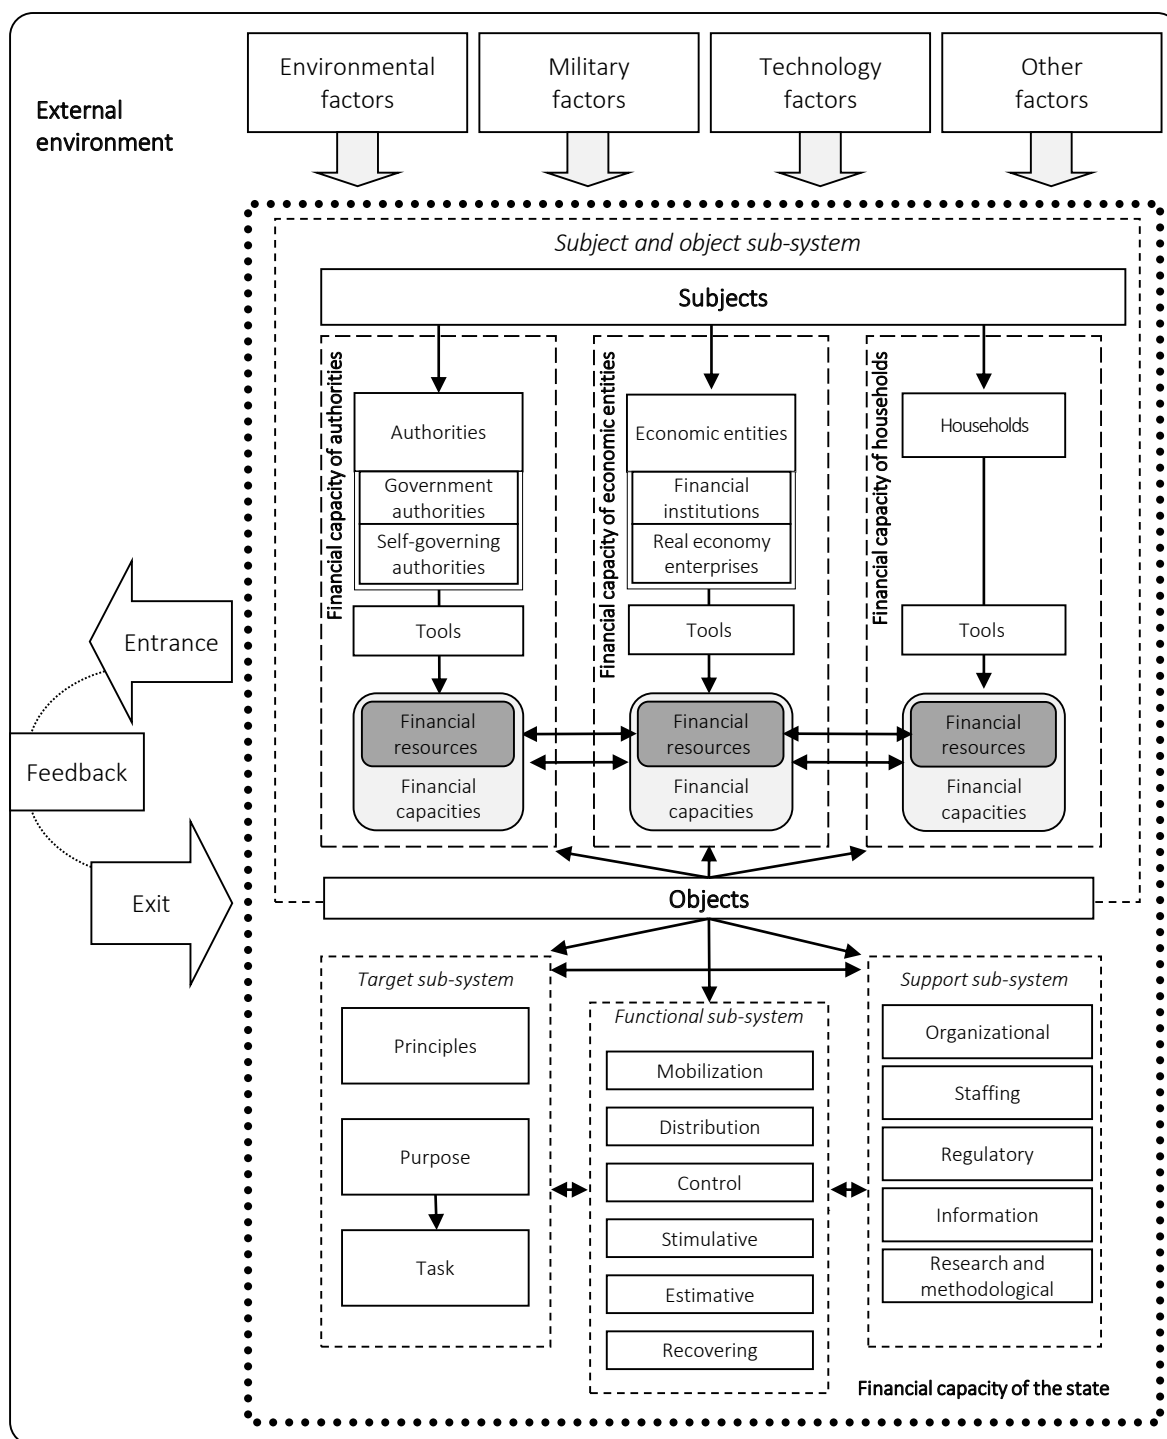 Environmental
factors
Military
factors
Technology
factors
Other
factors
External
environment
Subject and object sub-system
Subjects
Financial capacity of authorities
Authorities
Government
authorities
Self-governing
authorities
Tools
Financial
resources
Financial
capacities
Financial capacity of economic entities
Economic entities
Financial
institutions
Real economy
enterprises
Tools
Financial
resources
Financial
capacities
Financial capacity of households
Households
Tools
Financial
resources
Financial
capacities
Entrance
Feedback
Exit
Objects
Target sub-system
Principles
Purpose
Task
Functional sub-system
Mobilization
Distribution
Control
Stimulative
Estimative
Recovering
Support sub-system
Organizational
Staffing
Regulatory
Information
Research and
methodological
Financial capacity of the state